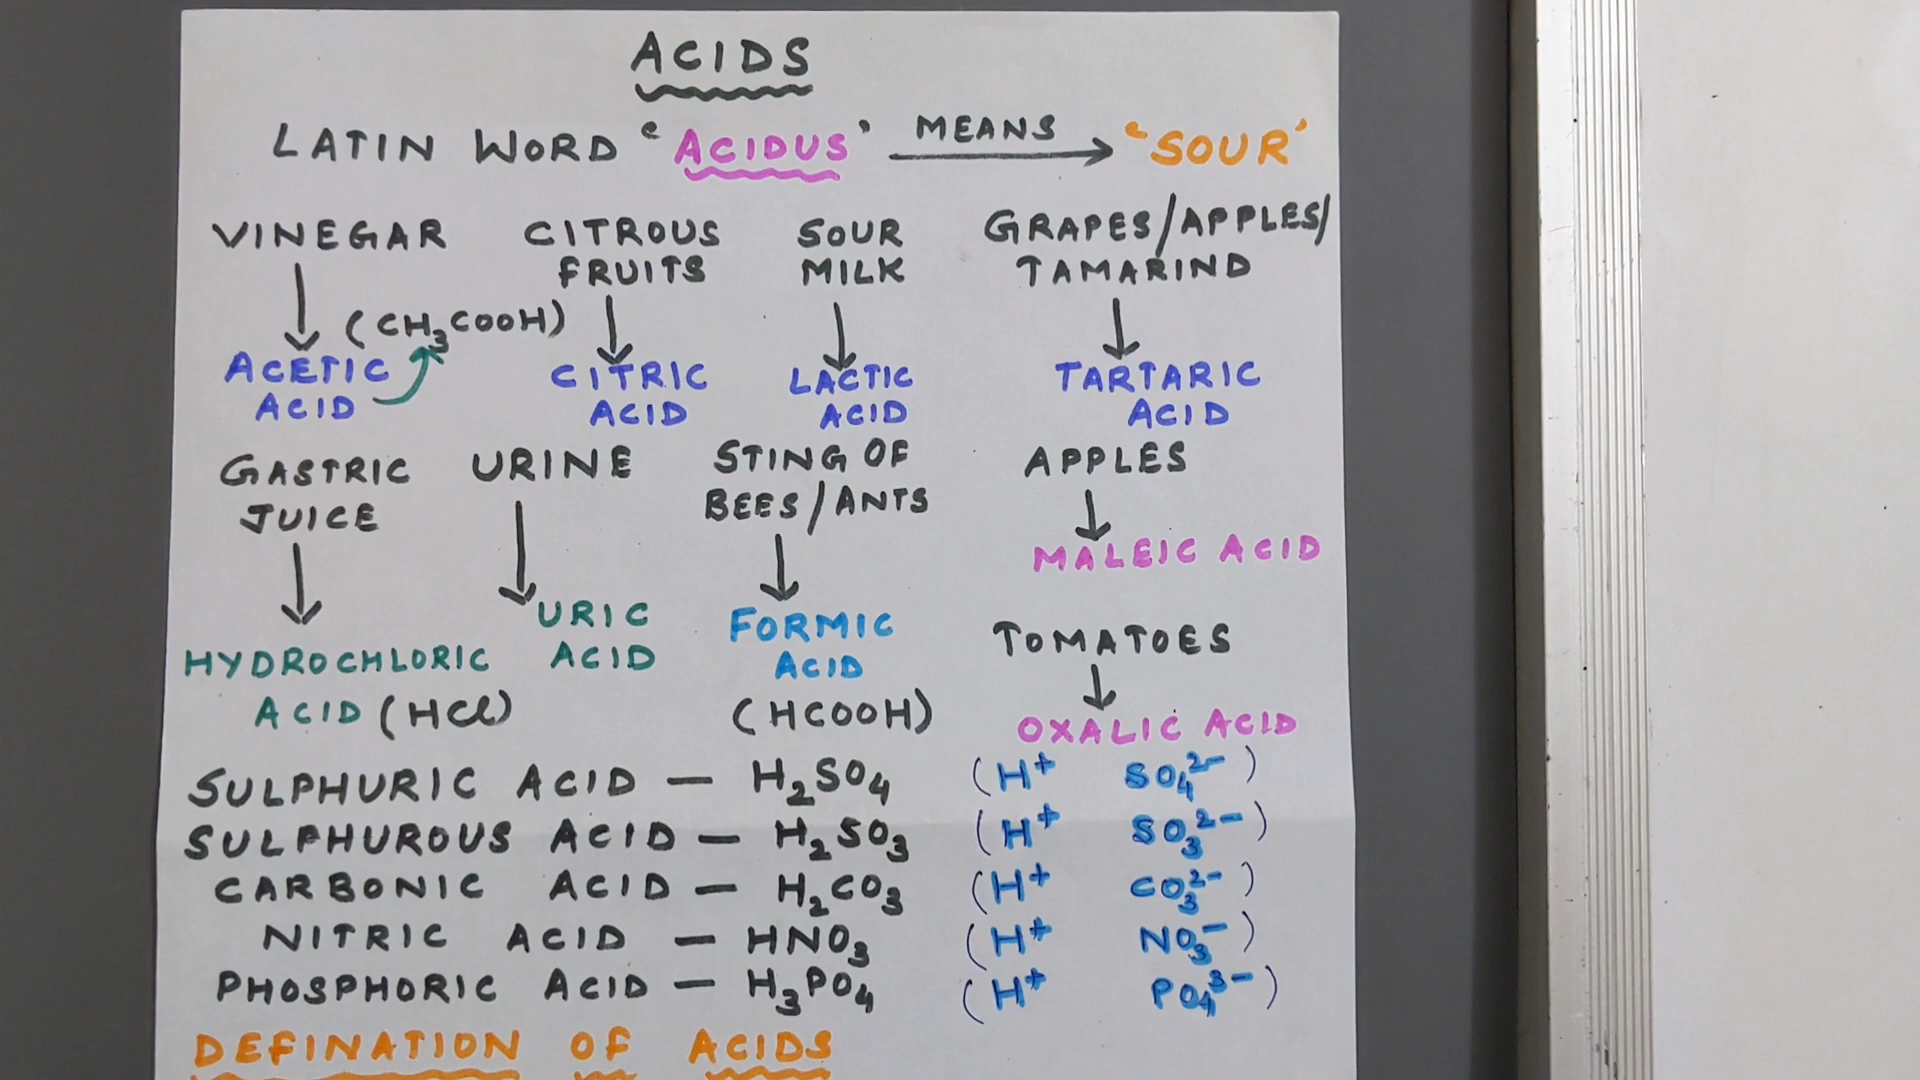 ACIDS
LATIN WORD "ACIDUS" MEANS "SOUR"
VINEGAR CITROUS FRUITS SOUR MILK GRAPES/APPLES/TAMARIND
(CH₃COOH)
ACETIC ACID CITRIC ACID LACTIC ACID TARTARIC ACID
GASTRIC JUICE URINE STING OF BEES/ANTS APPLES
MALEIC ACID
HYDROCHLORIC ACID (HCl) URIC ACID FORMIC ACID (HCOOH) TOMATOES
OXALIC ACID
SULPHURIC ACID — H₂SO₄ (H⁺ SO₄²⁻)
SULPHUROUS ACID — H₂SO₃ (H⁺ SO₃²⁻)
CARBONIC ACID — H₂CO₃ (H⁺ CO₃²⁻)
NITRIC ACID — HNO₃ (H⁺ NO₃⁻)
PHOSPHORIC ACID — H₃PO₄ (H⁺ PO₄³⁻)
DEFINATION OF ACIDS